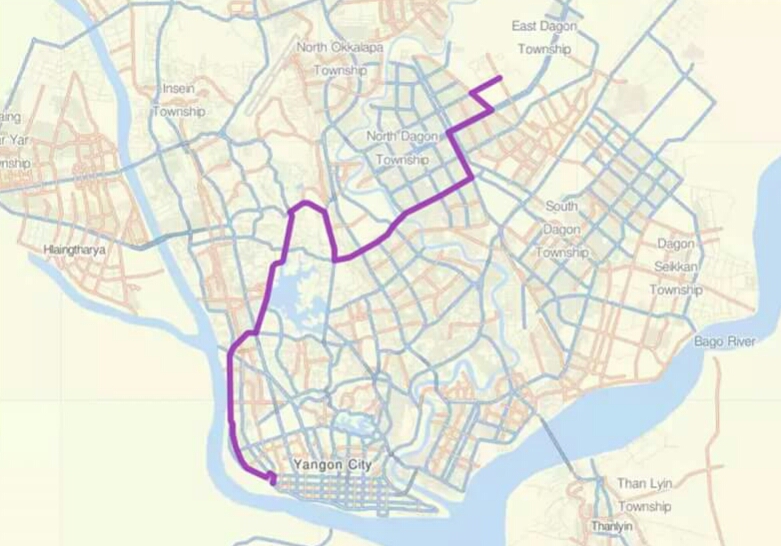 East Dagon
Township
North Okkalapa
Township
Insein
Township
aing
r Yar
nship
North Dagon
Township
South
Dagon
Township
Hlaingtharya
Dagon
Seikkan
Township
Bago River
Yangon City
Than Lyin
Township
Thanlyin